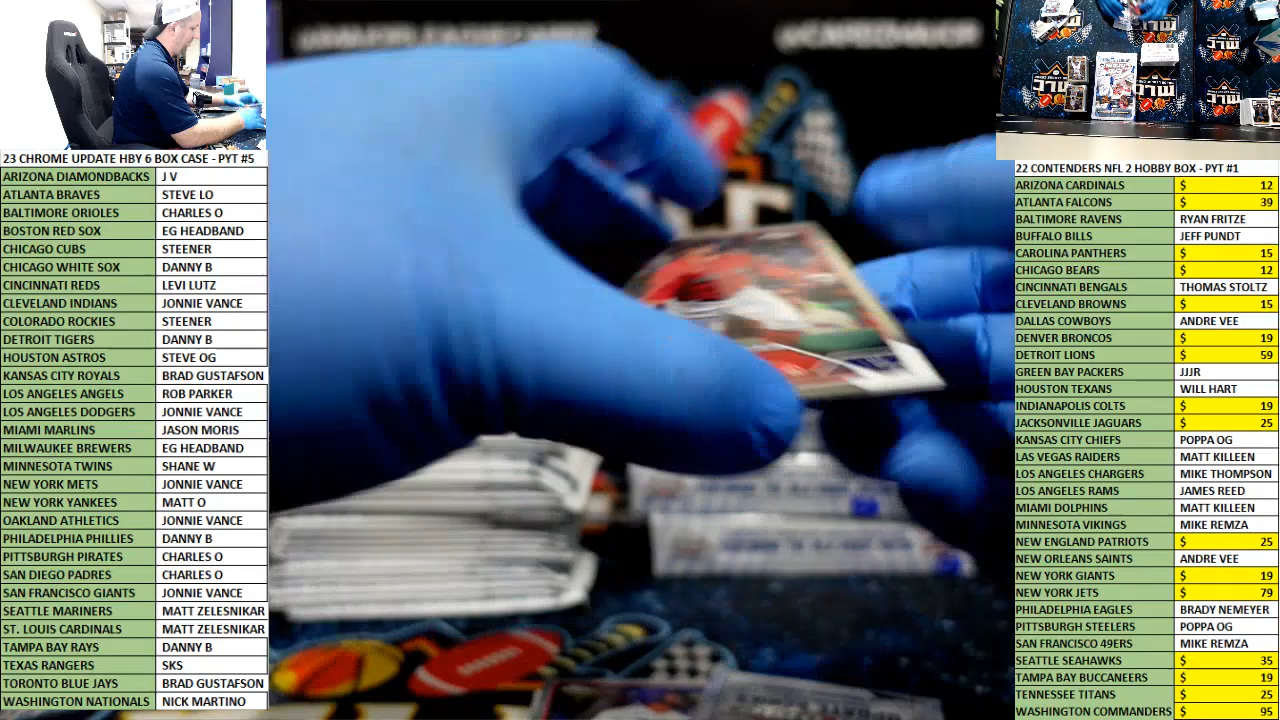 23 CHROME UPDATE HBY 6 BOX CASE - PYT #5
ARIZONA DIAMONDBACKS J V
ATLANTA BRAVES STEVE LO
BALTIMORE ORIOLES CHARLES O
BOSTON RED SOX EG HEADBAND
CHICAGO CUBS STEENER
CHICAGO WHITE SOX DANNY B
CINCINNATI REDS LEVI LUTZ
CLEVELAND INDIANS JONNIE VANCE
COLORADO ROCKIES STEENER
DETROIT TIGERS DANNY B
HOUSTON ASTROS STEVE OG
KANSAS CITY ROYALS BRAD GUSTAFSON
LOS ANGELES ANGELS ROB PARKER
LOS ANGELES DODGERS JONNIE VANCE
MIAMI MARLINS JASON MORIS
MILWAUKEE BREWERS EG HEADBAND
MINNESOTA TWINS SHANE W
NEW YORK METS JONNIE VANCE
NEW YORK YANKEES MATT O
OAKLAND ATHLETICS JONNIE VANCE
PHILADELPHIA PHILLIES DANNY B
PITTSBURGH PIRATES CHARLES O
SAN DIEGO PADRES CHARLES O
SAN FRANCISCO GIANTS JONNIE VANCE
SEATTLE MARINERS MATT ZELESNIKAR
ST. LOUIS CARDINALS MATT ZELESNIKAR
TAMPA BAY RAYS DANNY B
TEXAS RANGERS SKS
TORONTO BLUE JAYS BRAD GUSTAFSON
WASHINGTON NATIONALS NICK MARTINO
22 CONTENDERS NFL 2 HOBBY BOX - PYT #1
ARIZONA CARDINALS $ 12
ATLANTA FALCONS $ 39
BALTIMORE RAVENS RYAN FRITZE
BUFFALO BILLS JEFF PUNDT
CAROLINA PANTHERS $ 15
CHICAGO BEARS $ 12
CINCINNATI BENGALS THOMAS STOLTZ
CLEVELAND BROWNS $ 15
DALLAS COWBOYS ANDRE VEE
DENVER BRONCOS $ 19
DETROIT LIONS $ 59
GREEN BAY PACKERS JJJR
HOUSTON TEXANS WILL HART
INDIANAPOLIS COLTS $ 19
JACKSONVILLE JAGUARS $ 25
KANSAS CITY CHIEFS POPPA OG
LAS VEGAS RAIDERS MATT KILLEEN
LOS ANGELES CHARGERS MIKE THOMPSON
LOS ANGELES RAMS JAMES REED
MIAMI DOLPHINS MATT KILLEEN
MINNESOTA VIKINGS MIKE REMZA
NEW ENGLAND PATRIOTS $ 25
NEW ORLEANS SAINTS ANDRE VEE
NEW YORK GIANTS $ 19
NEW YORK JETS $ 79
PHILADELPHIA EAGLES BRADY NEMEYER
PITTSBURGH STEELERS POPPA OG
SAN FRANCISCO 49ERS MIKE REMZA
SEATTLE SEAHAWKS $ 35
TAMPA BAY BUCCANEERS $ 19
TENNESSEE TITANS $ 25
WASHINGTON COMMANDERS $ 95